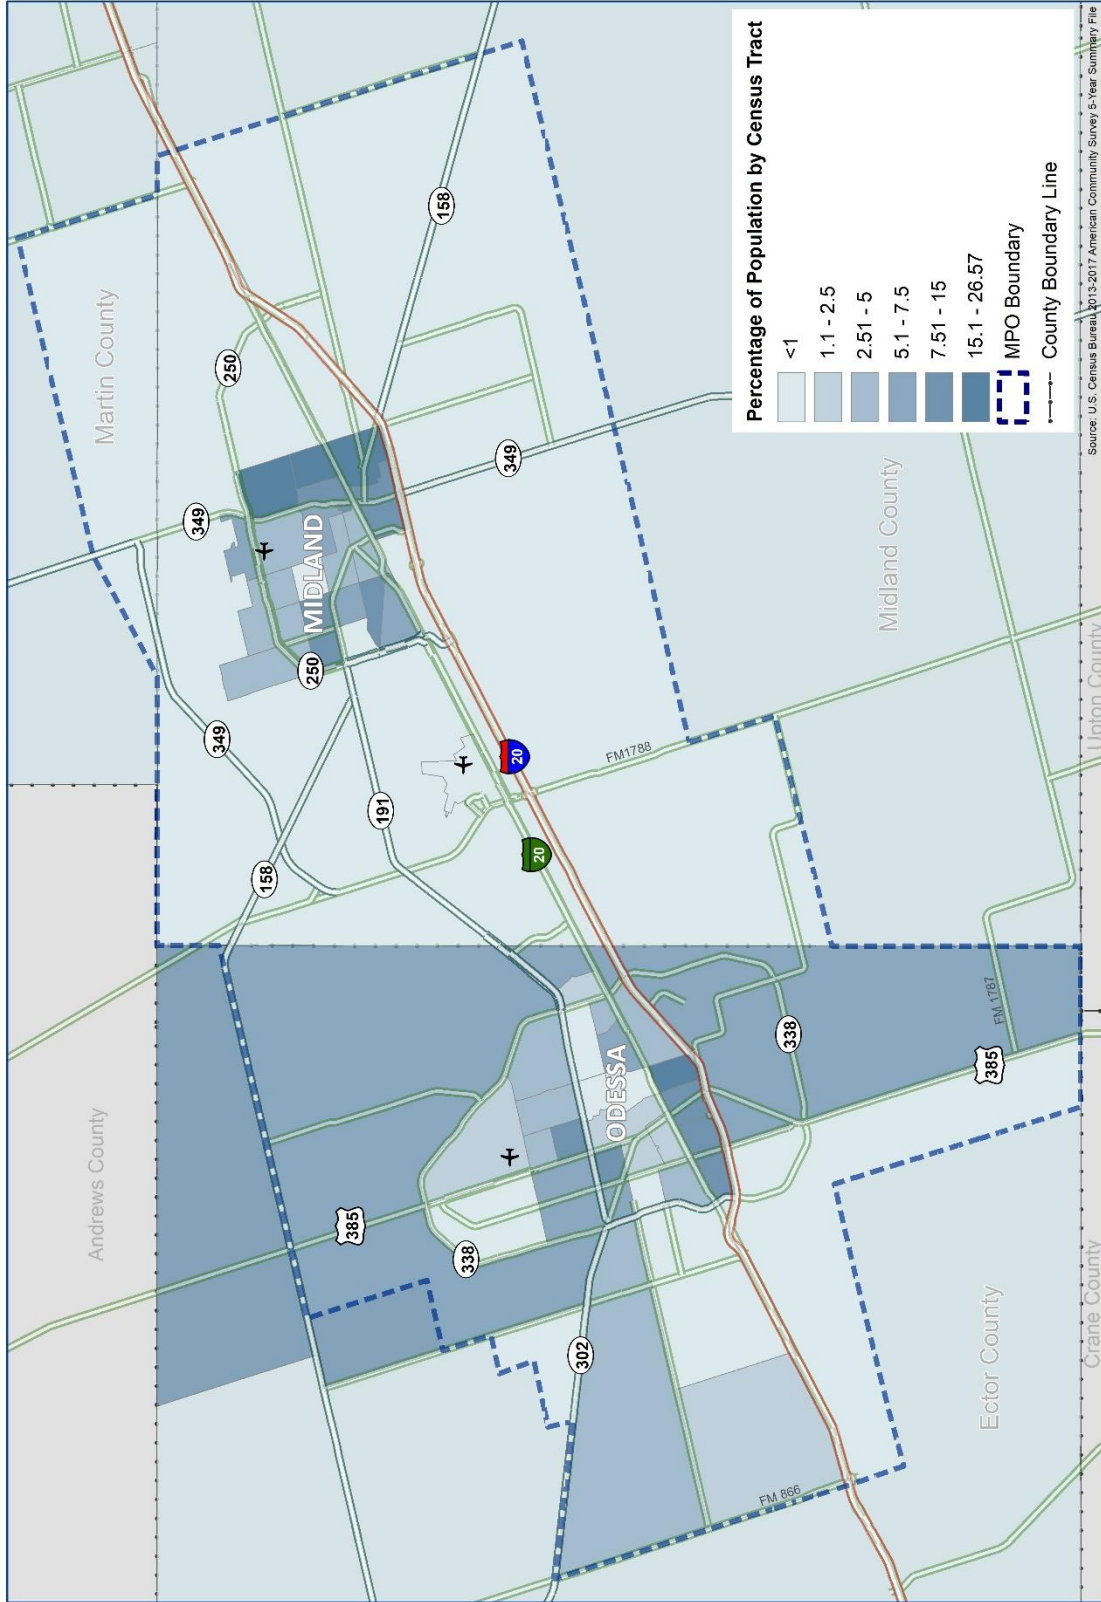 Martin County
Andrews County
349
250
349
250
MIDLAND
158
349
158
191
349
20
20
FM1788
385
338
302
ODESSA
338
385
FM 1787
FM 866
Midland County
Ector County
Upton County
Crane County
Percentage of Population by Census Tract
<1
1.1 - 2.5
2.51 - 5
5.1 - 7.5
7.51 - 15
15.1 - 26.57
MPO Boundary
County Boundary Line
Source: U.S. Census Bureau 2013-2017 American Community Survey 5-Year Summary File